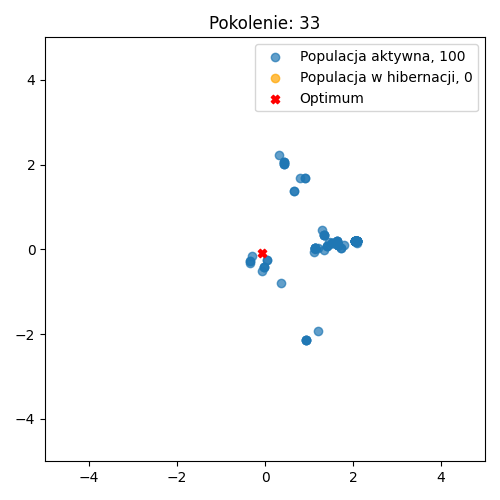 Pokolenie: 33
Populacja aktywna, 100
Populacja w hibernacji, 0
Optimum
4
2
0
−2
−4
−4
−2
0
2
4